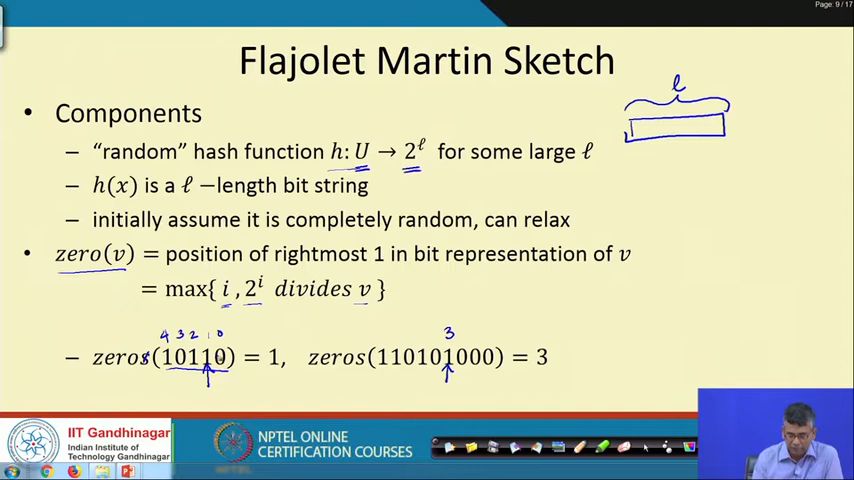 Page: 9 / 17
Flajolet Martin Sketch
ℓ
• Components
– “random” hash function h: U → 2^ℓ for some large ℓ
– h(x) is a ℓ −length bit string
– initially assume it is completely random, can relax
• zero(v) = position of rightmost 1 in bit representation of v
= max{ i , 2^i divides v }
4 3 2 1 0
3
– zeros(10110) = 1, zeros(110101000) = 3
IIT Gandhinagar
Indian Institute of
Technology Gandhinagar
NPTEL ONLINE
CERTIFICATION COURSES
NPTEL